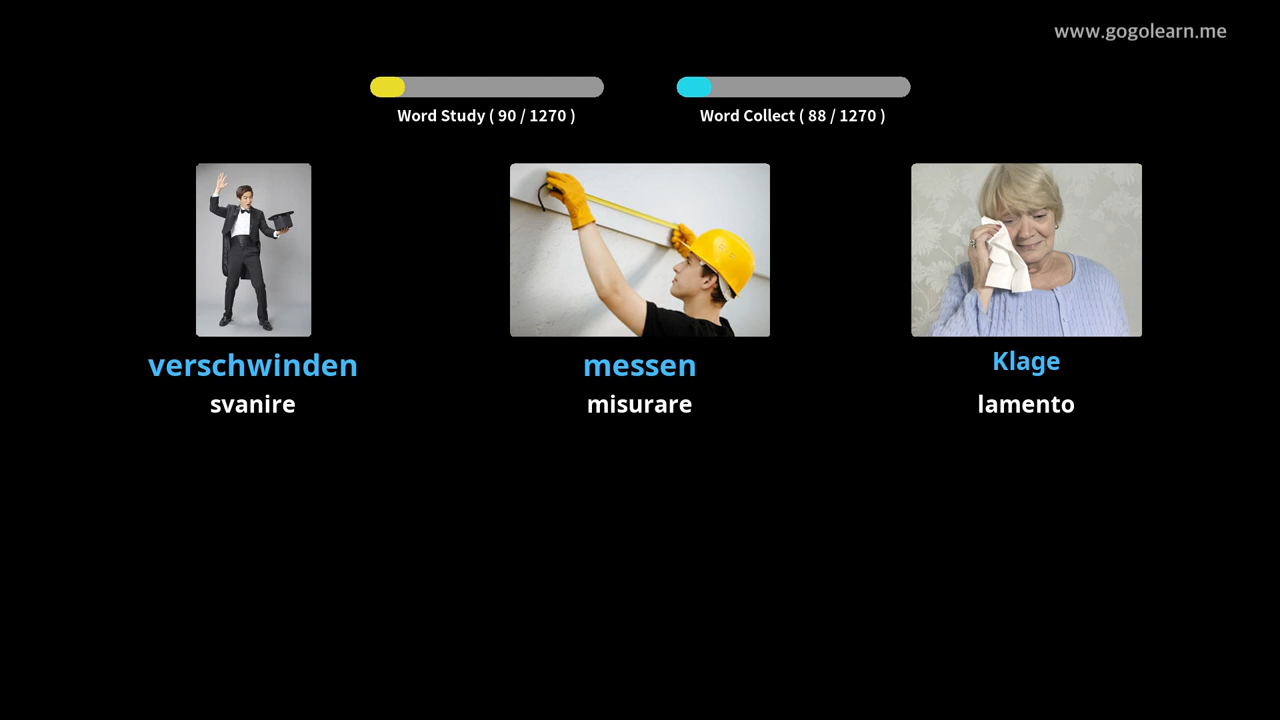 www.gogolearn.me
Word Study ( 90 / 1270 )
Word Collect ( 88 / 1270 )
verschwinden
messen
Klage
svanire
misurare
lamento